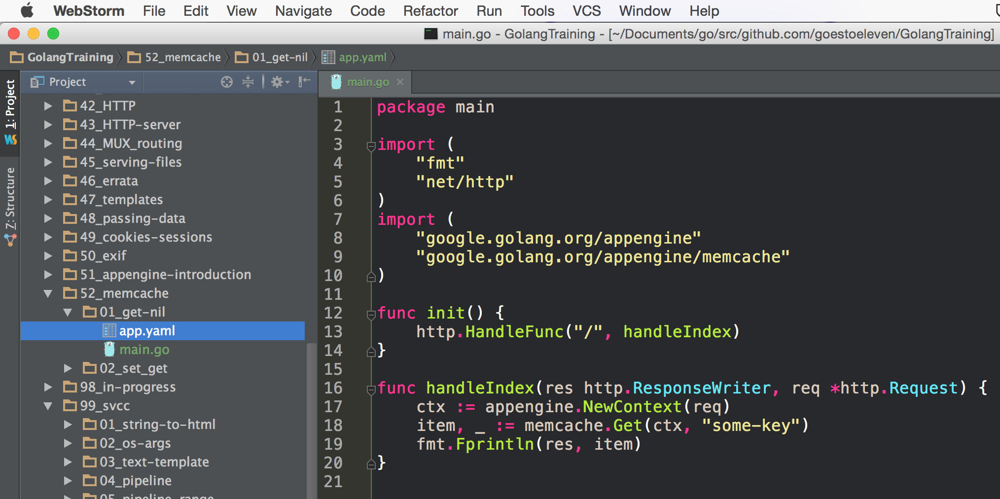 WebStorm File Edit View Navigate Code Refactor Run Tools VCS Window Help
main.go - GolangTraining - [~/Documents/go/src/github.com/goestoeleven/GolangTraining]
GolangTraining 52_memcache 01_get-nil app.yaml
1: Project
7: Structure
Project
42_HTTP
43_HTTP-server
44_MUX_routing
45_serving-files
46_errata
47_templates
48_passing-data
49_cookies-sessions
50_exif
51_appengine-introduction
52_memcache
01_get-nil
app.yaml
main.go
02_set_get
98_in-progress
99_svcc
01_string-to-html
02_os-args
03_text-template
04_pipeline
05_pipeline_range
main.go
1 package main
2
3 import (
4     "fmt"
5     "net/http"
6 )
7 import (
8     "google.golang.org/appengine"
9     "google.golang.org/appengine/memcache"
10 )
11
12 func init() {
13     http.HandleFunc("/", handleIndex)
14 }
15
16 func handleIndex(res http.ResponseWriter, req *http.Request) {
17     ctx := appengine.NewContext(req)
18     item, _ := memcache.Get(ctx, "some-key")
19     fmt.Fprintln(res, item)
20 }
21